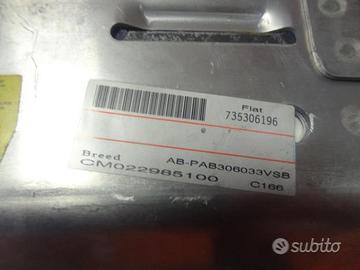 Fiat
735306196
Breed
AB-PAB306033VSB
CM022985100
C166
subito